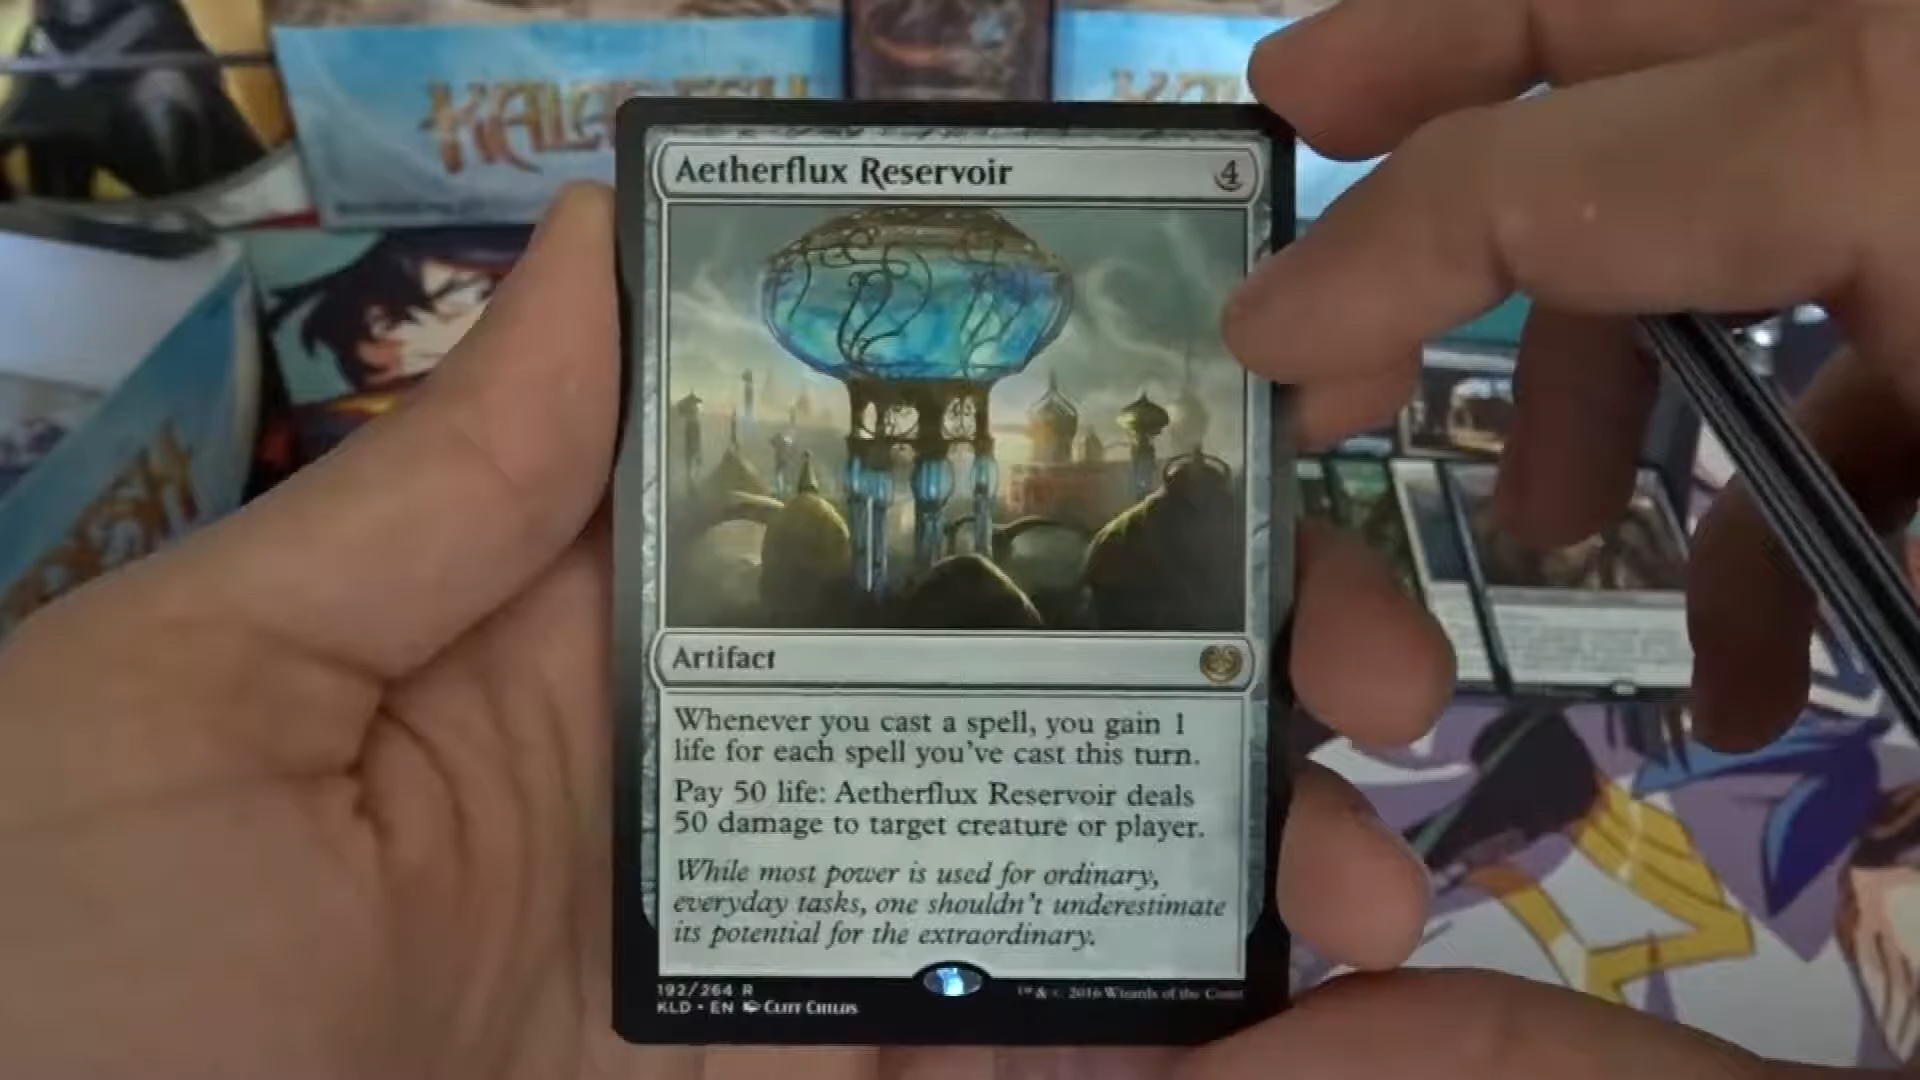 KALADESH
Aetherflux Reservoir
4
Artifact
Whenever you cast a spell, you gain 1
life for each spell you've cast this turn.
Pay 50 life: Aetherflux Reservoir deals
50 damage to target creature or player.
While most power is used for ordinary,
everyday tasks, one shouldn't underestimate
its potential for the extraordinary.
192/264 R
KLD • EN Cliff Childs
™ & © 2016 Wizards of the Coast